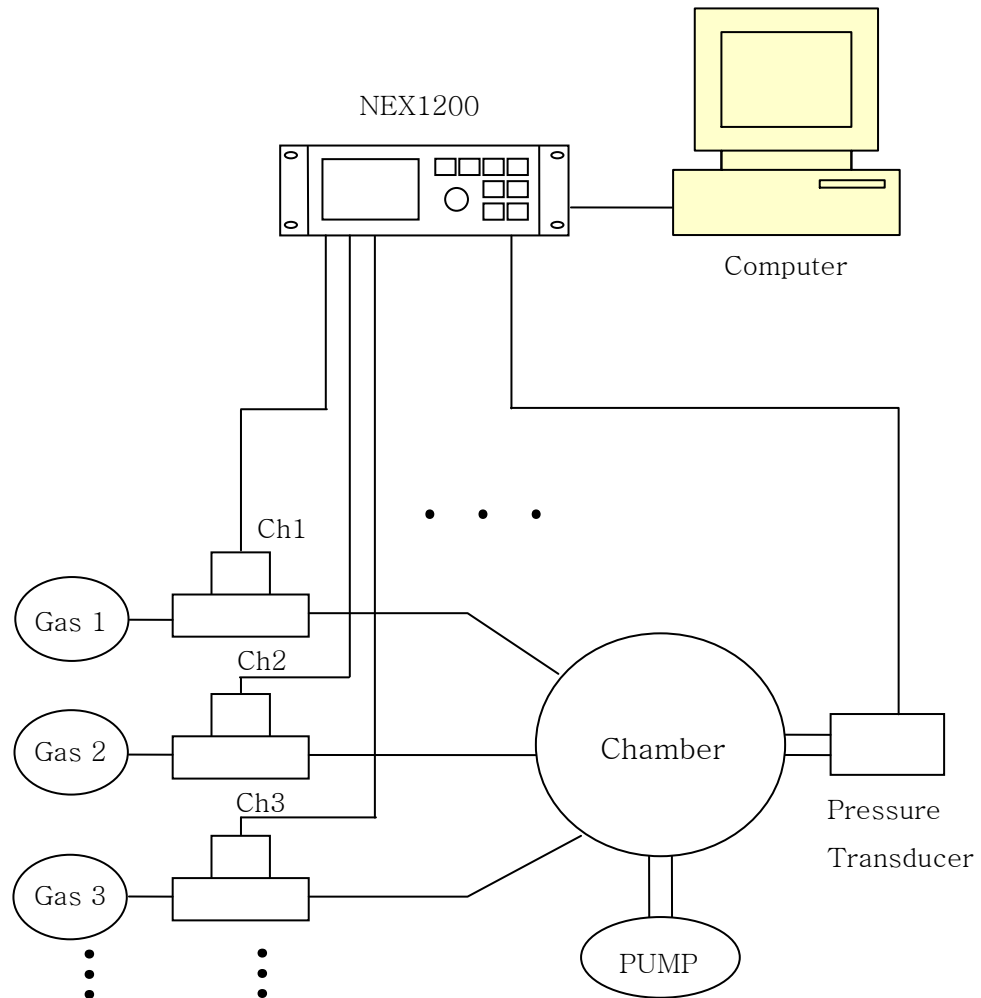 NEX1200
Computer
Ch1
Gas 1
Ch2
Gas 2
Chamber
Ch3
Pressure
Transducer
Gas 3
PUMP